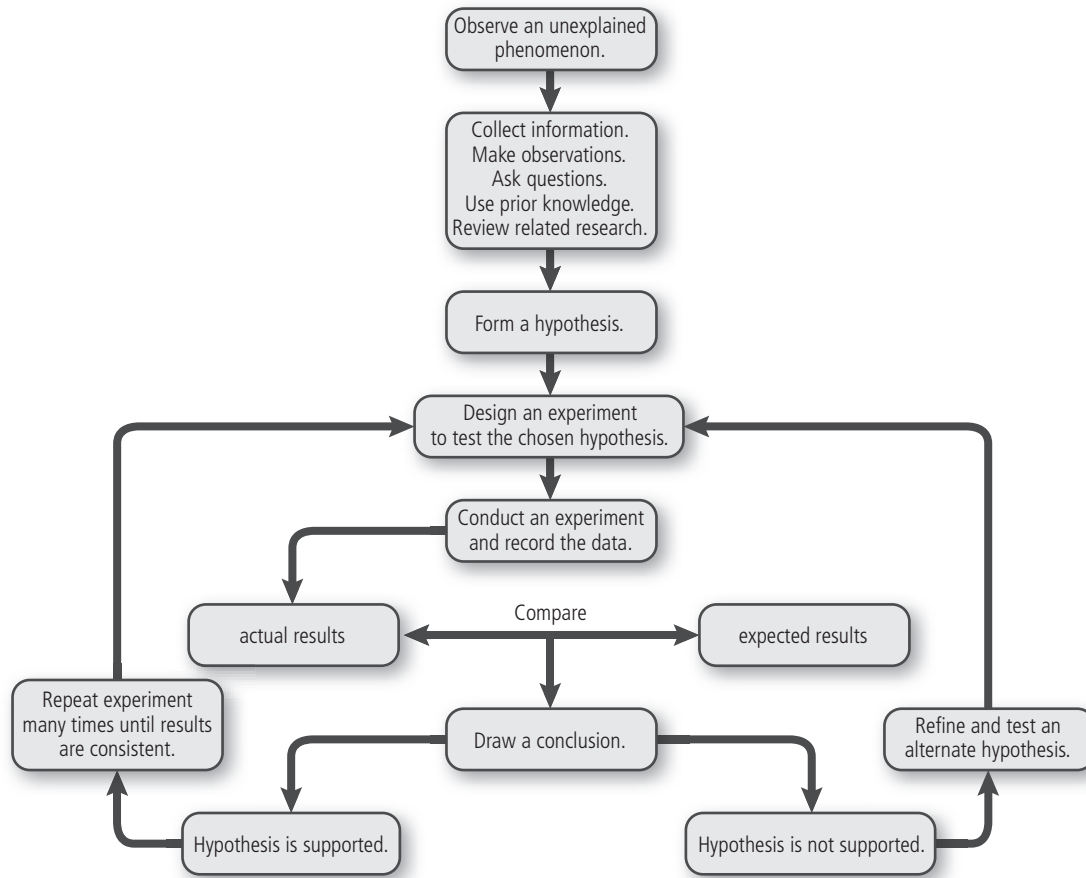 Observe an unexplained
phenomenon.
Collect information.
Make observations.
Ask questions.
Use prior knowledge.
Review related research.
Form a hypothesis.
Design an experiment
to test the chosen hypothesis.
Conduct an experiment
and record the data.
Compare
actual results
expected results
Repeat experiment
many times until results
are consistent.
Draw a conclusion.
Refine and test an
alternate hypothesis.
Hypothesis is supported.
Hypothesis is not supported.